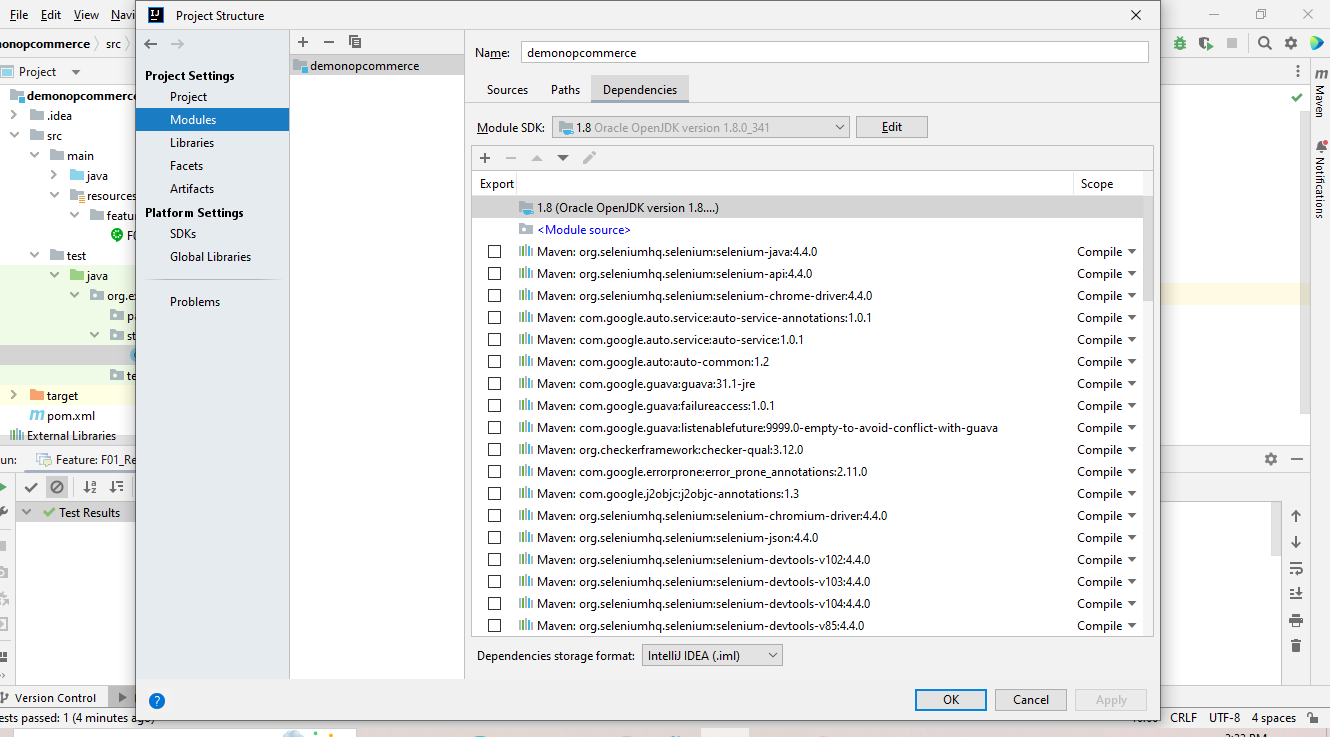 File Edit View Navi
Project Structure
nonopcommerce src
Project
demonopcommerce
.idea
src
main
java
resources
featu
F0
test
java
org.ex
pa
st
te
target
pom.xml
External Libraries
un: Feature: F01_Re
Test Results
Version Control
ests passed: 1 (4 minutes ago)
Project Settings
Project
Modules
Libraries
Facets
Artifacts
Platform Settings
SDKs
Global Libraries
Problems
demonopcommerce
Name: demonopcommerce
Sources Paths Dependencies
Module SDK: 1.8 Oracle OpenJDK version 1.8.0_341 Edit
Export Scope
1.8 (Oracle OpenJDK version 1.8....)
<Module source>
Maven: org.seleniumhq.selenium:selenium-java:4.4.0 Compile
Maven: org.seleniumhq.selenium:selenium-api:4.4.0 Compile
Maven: org.seleniumhq.selenium:selenium-chrome-driver:4.4.0 Compile
Maven: com.google.auto.service:auto-service-annotations:1.0.1 Compile
Maven: com.google.auto.service:auto-service:1.0.1 Compile
Maven: com.google.auto:auto-common:1.2 Compile
Maven: com.google.guava:guava:31.1-jre Compile
Maven: com.google.guava:failureaccess:1.0.1 Compile
Maven: com.google.guava:listenablefuture:9999.0-empty-to-avoid-conflict-with-guava Compile
Maven: org.checkerframework:checker-qual:3.12.0 Compile
Maven: com.google.errorprone:error_prone_annotations:2.11.0 Compile
Maven: com.google.j2objc:j2objc-annotations:1.3 Compile
Maven: org.seleniumhq.selenium:selenium-chromium-driver:4.4.0 Compile
Maven: org.seleniumhq.selenium:selenium-json:4.4.0 Compile
Maven: org.seleniumhq.selenium:selenium-devtools-v102:4.4.0 Compile
Maven: org.seleniumhq.selenium:selenium-devtools-v103:4.4.0 Compile
Maven: org.seleniumhq.selenium:selenium-devtools-v104:4.4.0 Compile
Maven: org.seleniumhq.selenium:selenium-devtools-v85:4.4.0 Compile
Dependencies storage format: IntelliJ IDEA (.iml)
OK Cancel Apply
Maven
Notifications
CRLF UTF-8 4 spaces